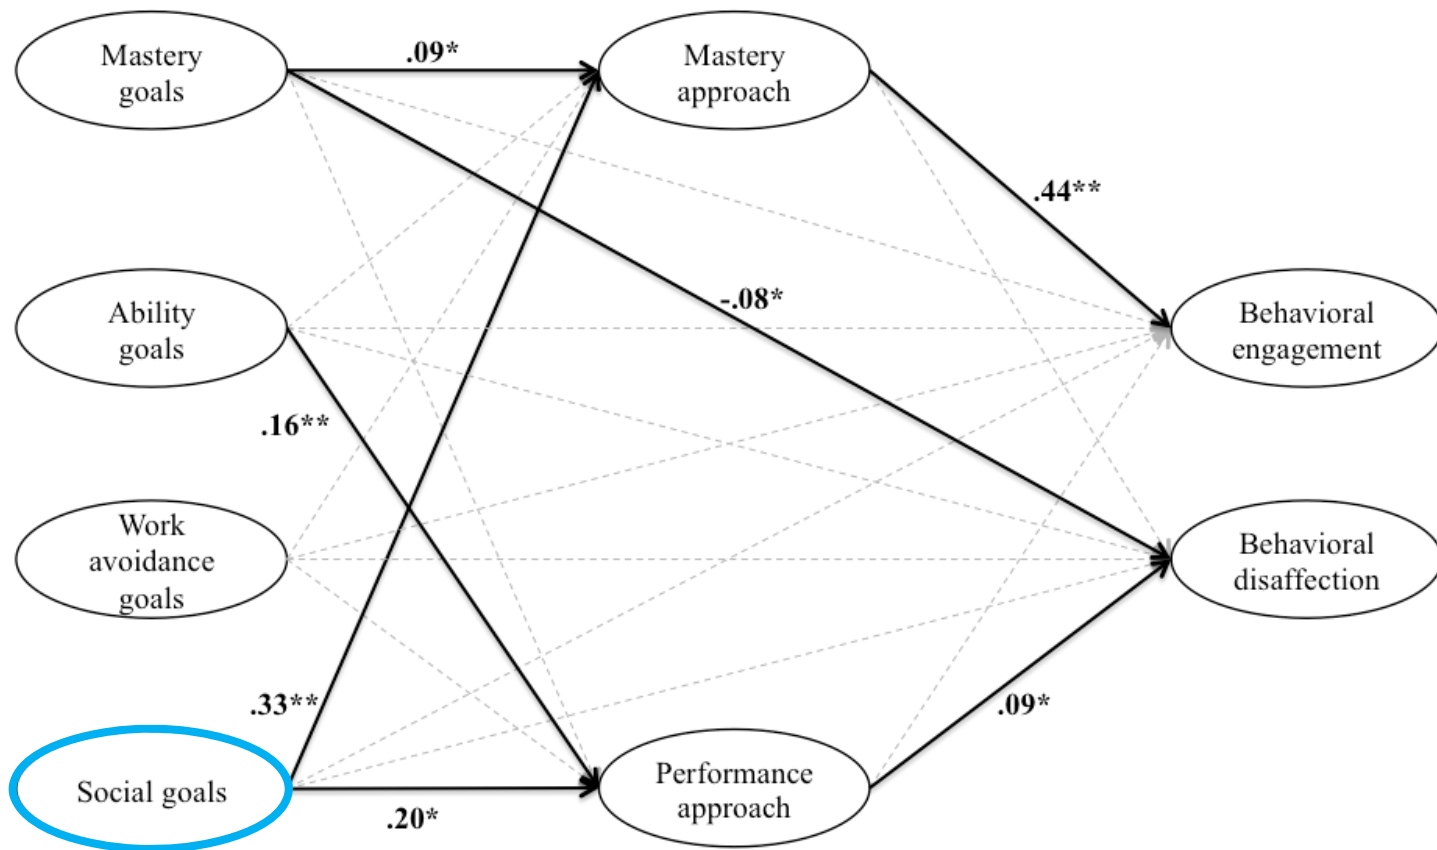 Mastery
goals
.09*
Mastery
approach
.44**
Ability
goals
-.08*
Behavioral
engagement
.16**
Work
avoidance
goals
Behavioral
disaffection
.33**
.09*
Social goals
.20*
Performance
approach